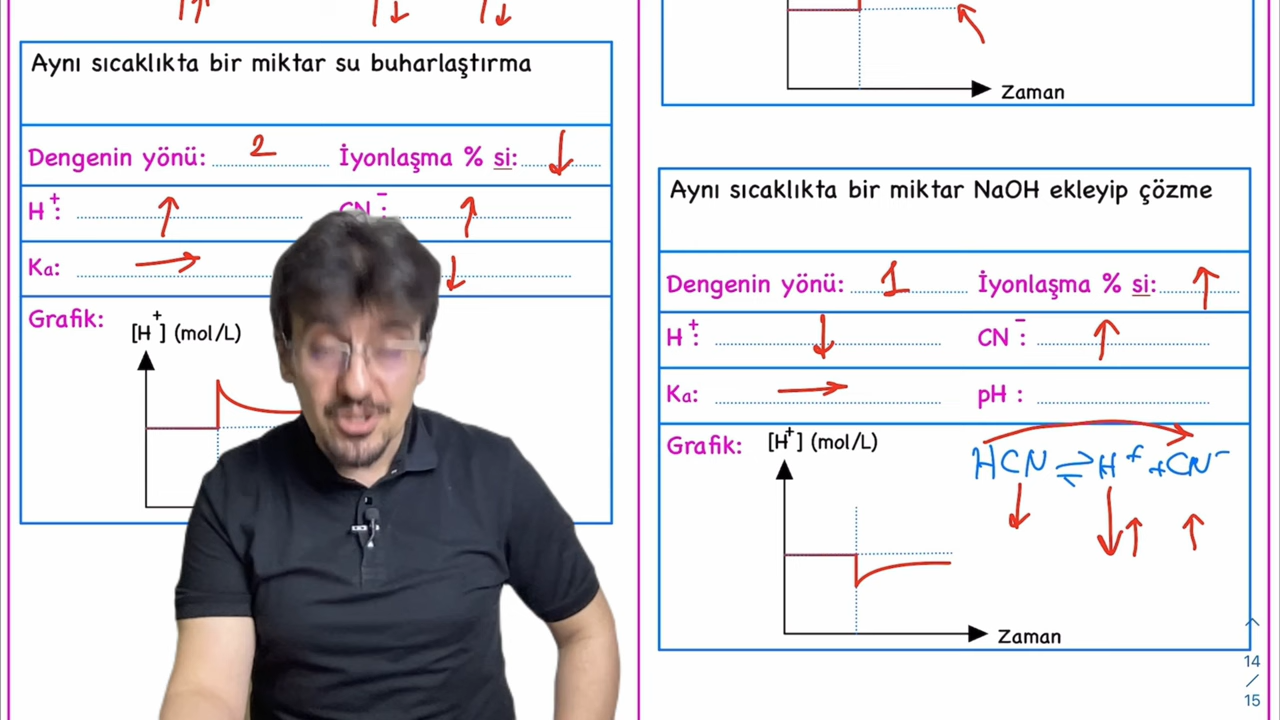 Aynı sıcaklıkta bir miktar su buharlaştırma
Dengenin yönü: 2 İyonlaşma % si: ↓
H⁺: ↑ CN⁻: ↑
Ka: → ↓
Grafik:
[H⁺] (mol/L)
Zaman
Aynı sıcaklıkta bir miktar NaOH ekleyip çözme
Dengenin yönü: 1 İyonlaşma % si: ↑
H⁺: ↓ CN⁻: ↑
Ka: → pH :
Grafik: [H⁺] (mol/L)
HCN ⇌ H⁺ + CN⁻
Zaman
14
/
15